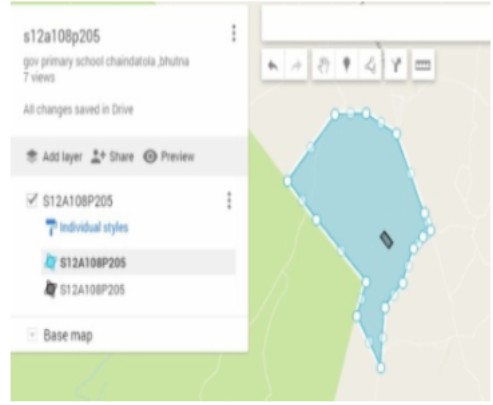 s12a108p205
gov primary school chaindatola ,bhutna
7 views
All changes saved in Drive
Add layer Share Preview
S12A108P205
Individual styles
S12A108P205
S12A108P205
Base map